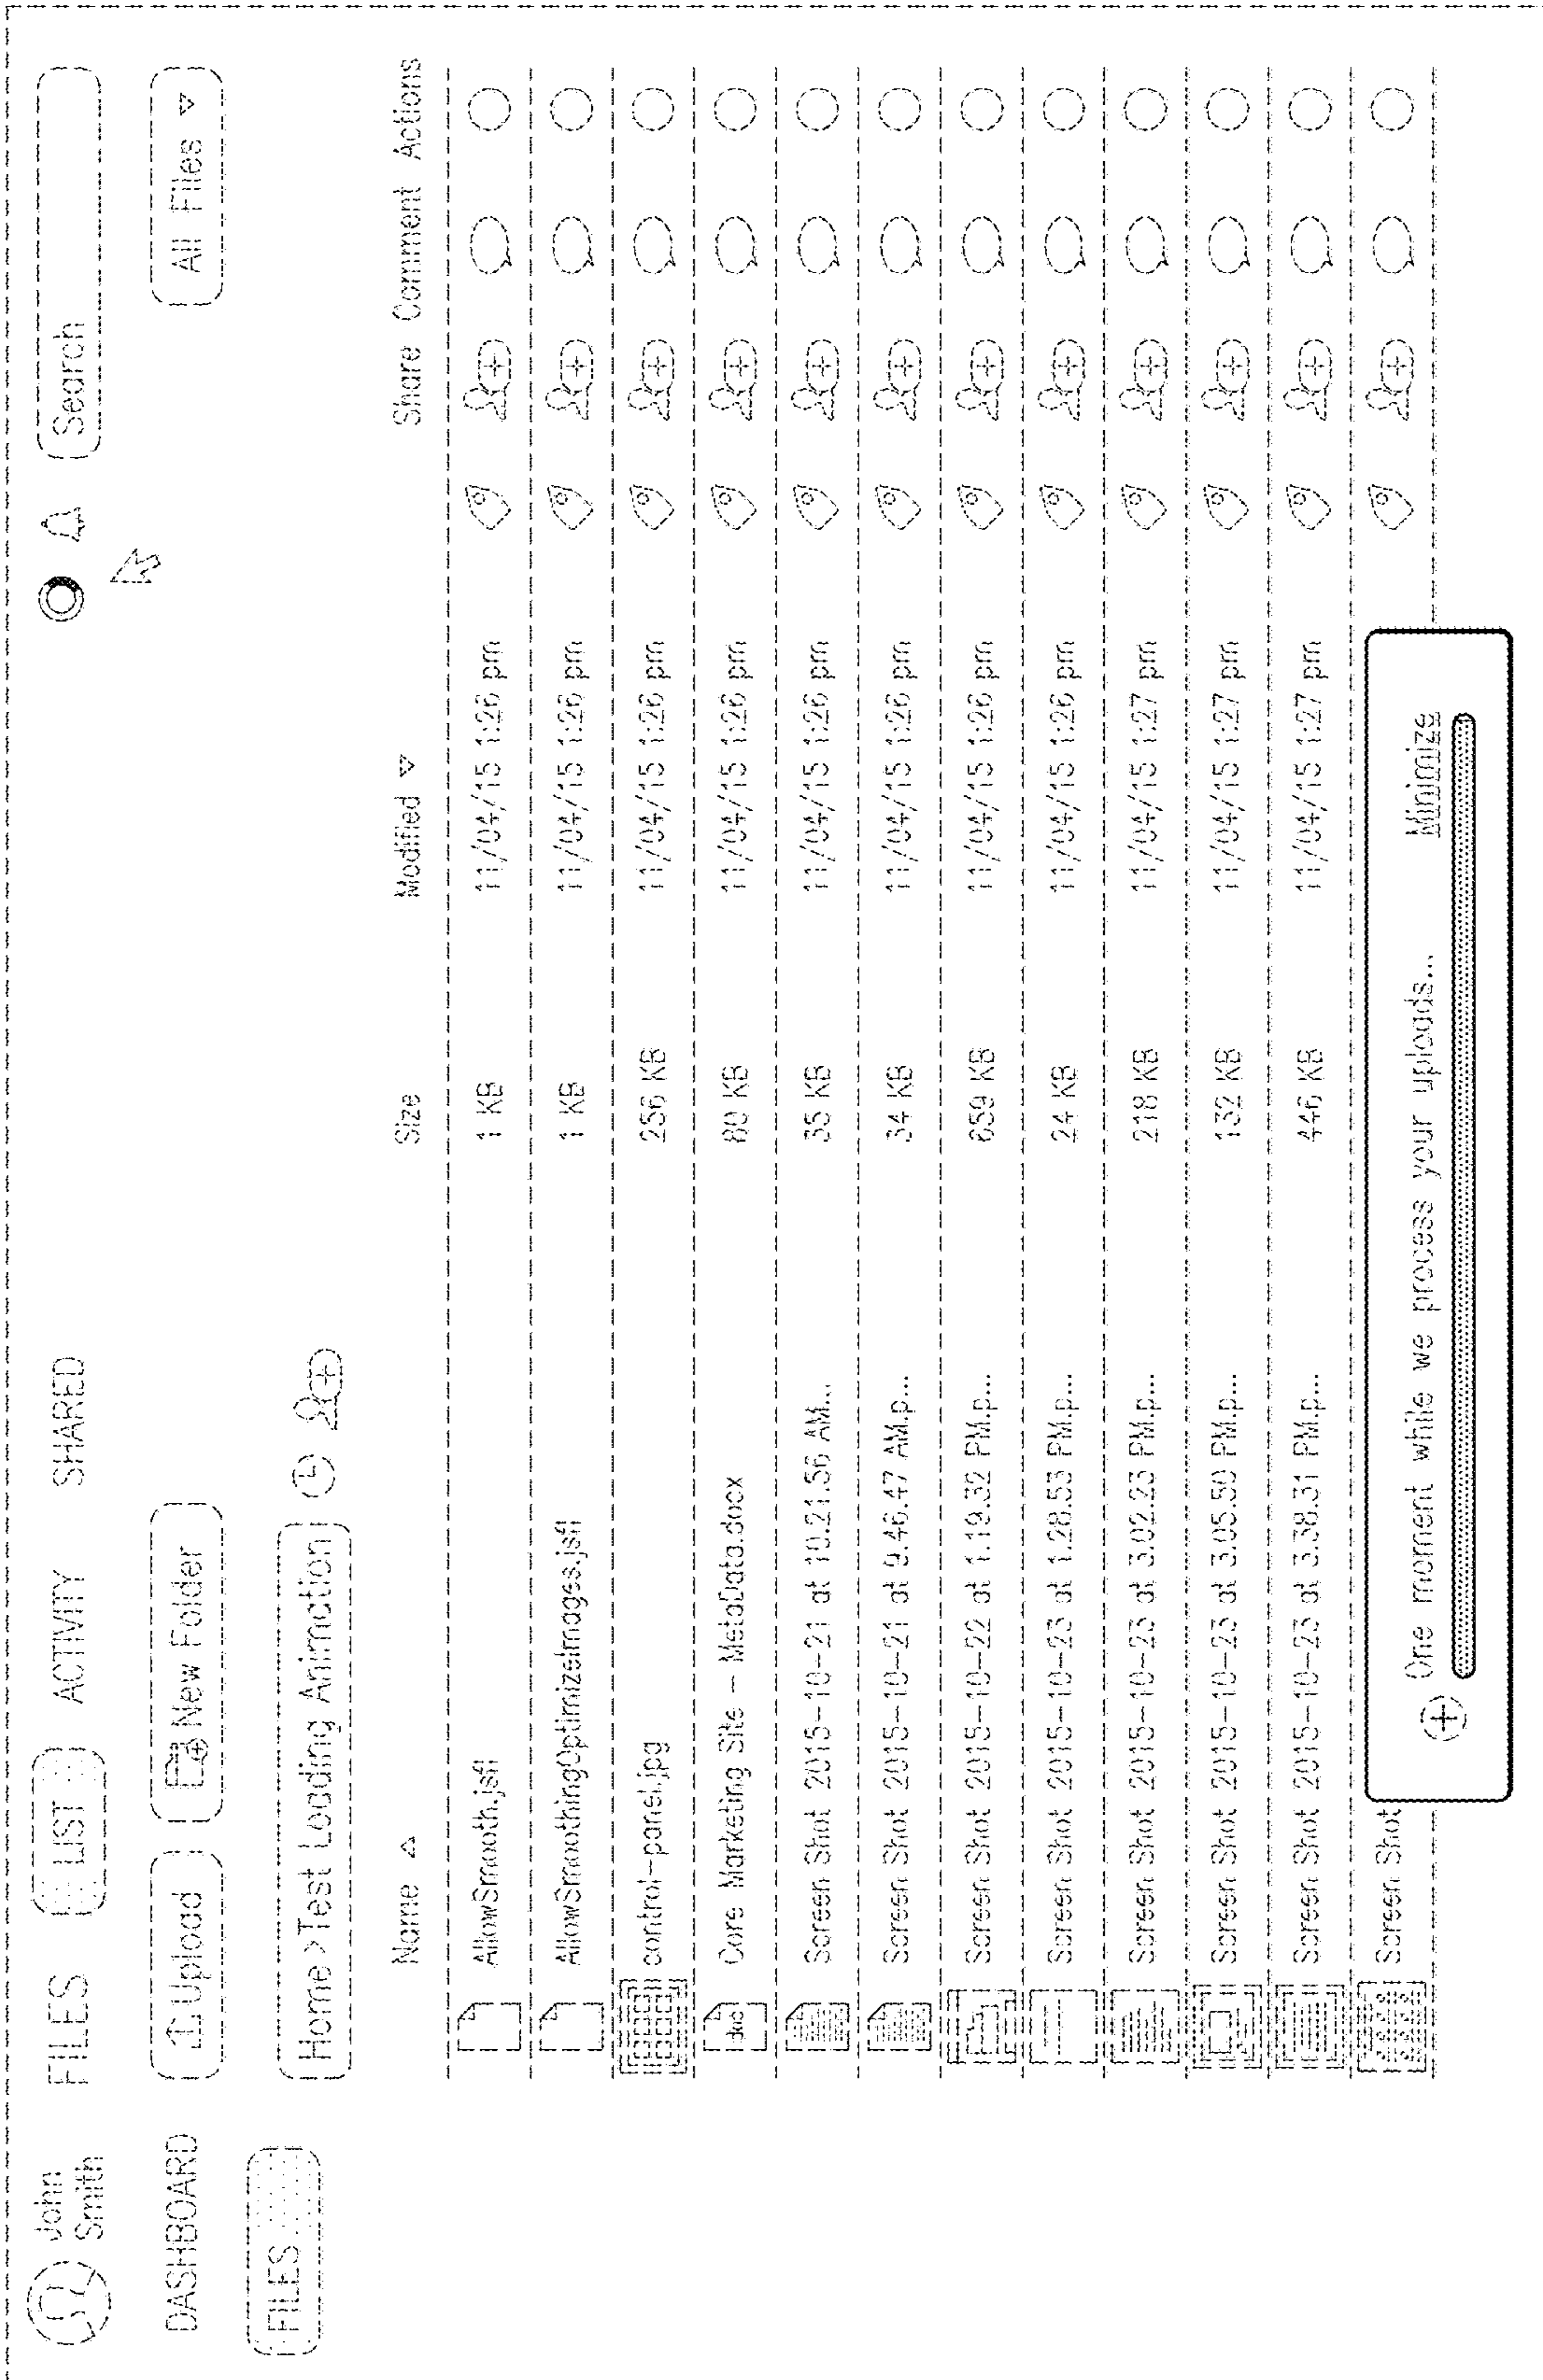 John Smith FILES LIST ACTIVITY SHARED Search
DASHBOARD Upload New Folder All Files
FILES Home >Test Loading Animation
Name Size Modified Share Comment Actions
AllowSmooth.jsfl 1 KB 11/04/15 1:26 pm
AllowSmoothingOptimizeImages.jsfl 1 KB 11/04/15 1:26 pm
control-panel.jpg 256 KB 11/04/15 1:26 pm
doc Core Marketing Site - MetaData.docx 80 KB 11/04/15 1:26 pm
Screen Shot 2015-10-21 at 10.21.56 AM... 35 KB 11/04/15 1:26 pm
Screen Shot 2015-10-21 at 9.46.47 AM.p... 34 KB 11/04/15 1:26 pm
Screen Shot 2015-10-22 at 1.19.32 PM.p... 659 KB 11/04/15 1:26 pm
Screen Shot 2015-10-23 at 1.28.53 PM.p... 24 KB 11/04/15 1:26 pm
Screen Shot 2015-10-23 at 3.02.23 PM.p... 218 KB 11/04/15 1:27 pm
Screen Shot 2015-10-23 at 3.05.50 PM.p... 132 KB 11/04/15 1:27 pm
Screen Shot 2015-10-23 at 3.38.31 PM.p... 446 KB 11/04/15 1:27 pm
Screen Shot
One moment while we process your uploads... Minimize